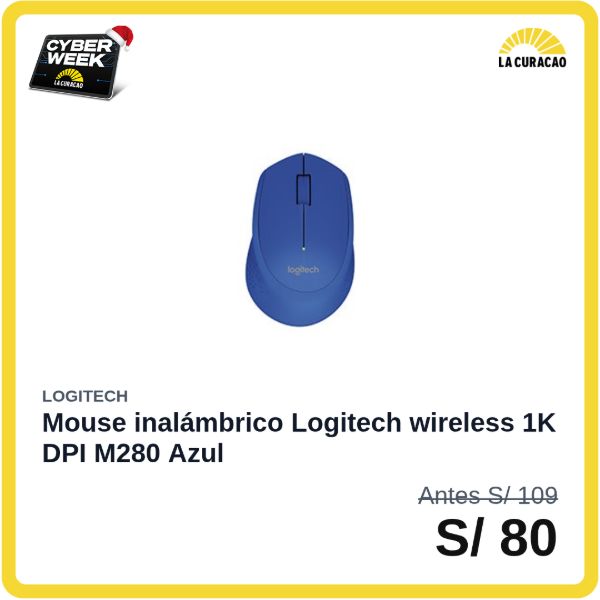 CYBER
WEEK
LA CURACAO
LA CURACAO
logitech
LOGITECH
Mouse inalámbrico Logitech wireless 1K
DPI M280 Azul
Antes S/ 109
S/ 80